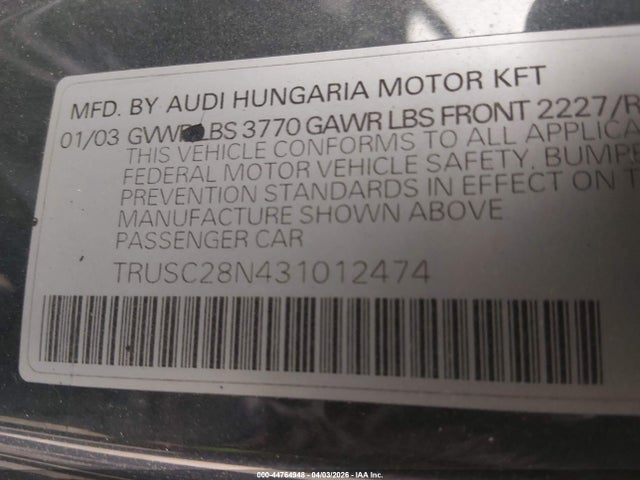 MFD. BY AUDI HUNGARIA MOTOR KFT
01/03 GVWR LBS 3770 GAWR LBS FRONT 2227/R
THIS VEHICLE CONFORMS TO ALL APPLICA
FEDERAL MOTOR VEHICLE SAFETY, BUMPE
PREVENTION STANDARDS IN EFFECT ON T
MANUFACTURE SHOWN ABOVE
PASSENGER CAR
TRUSC28N431012474
000-44764948 - 04/03/2026 - IAA Inc.